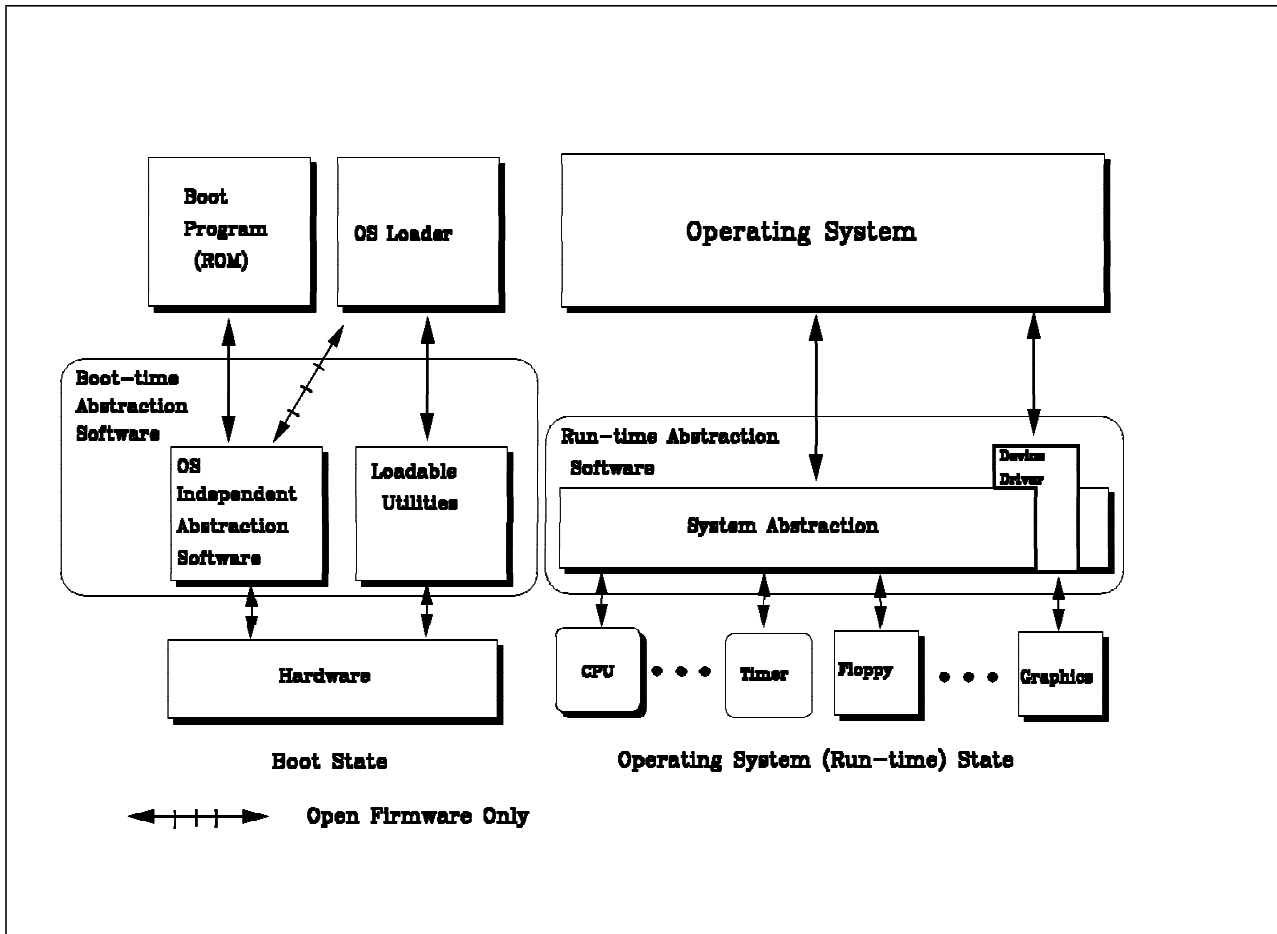 Boot
Program
(ROM)
OS Loader
Operating System
Boot-time
Abstraction
Software
OS
Independent
Abstraction
Software
Loadable
Utilities
Run-time Abstraction
Software
Device
Driver
System Abstraction
Hardware
CPU
Timer
Floppy
Graphics
Boot State
Operating System (Run-time) State
Open Firmware Only